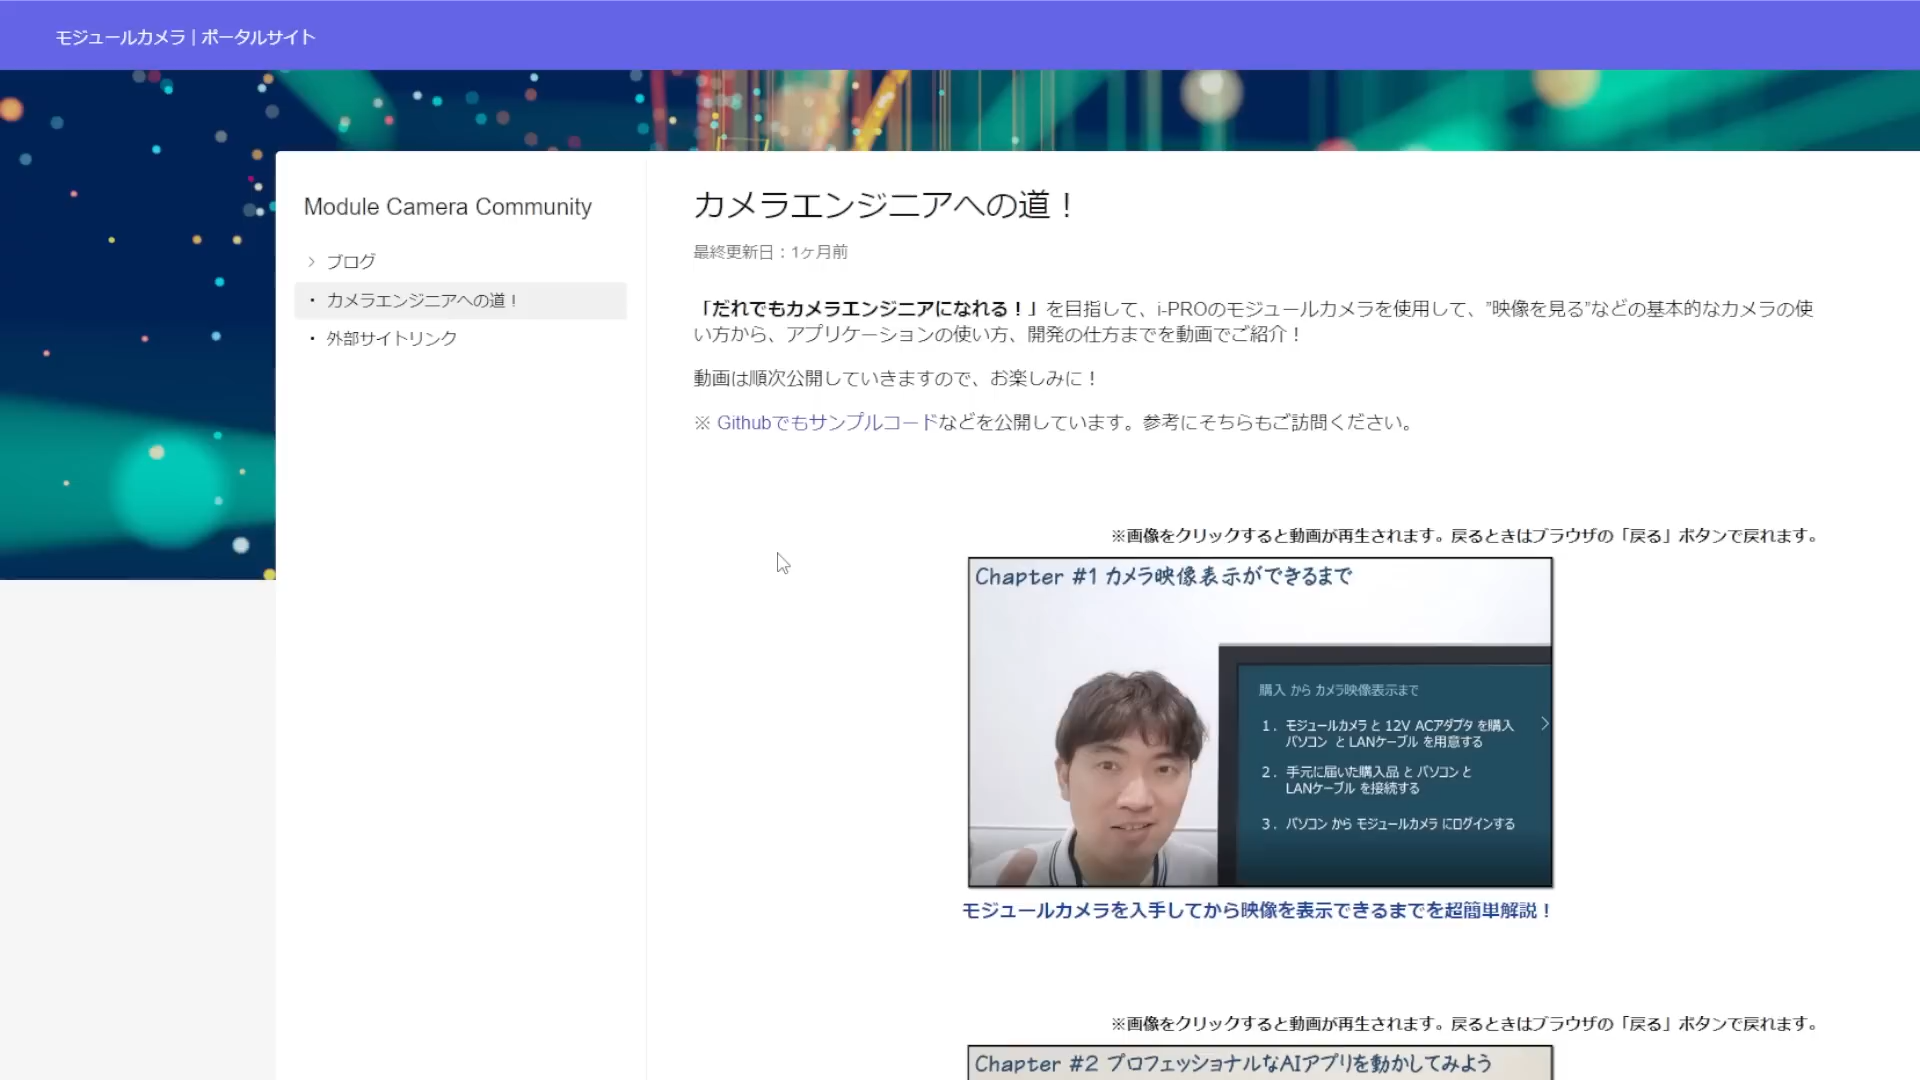 モジュールカメラ | ポータルサイト
Module Camera Community
ブログ
・ カメラエンジニアへの道！
・ 外部サイトリンク
カメラエンジニアへの道！
最終更新日：1ヶ月前
「だれでもカメラエンジニアになれる！」を目指して、i-PROのモジュールカメラを使用して、”映像を見る”などの基本的なカメラの使
い方から、アプリケーションの使い方、開発の仕方までを動画でご紹介！
動画は順次公開していきますので、お楽しみに！
※ Githubでもサンプルコードなどを公開しています。参考にそちらもご訪問ください。
※画像をクリックすると動画が再生されます。戻るときはブラウザの「戻る」ボタンで戻れます。
Chapter #1 カメラ映像表示ができるまで
購入 から カメラ映像表示まで
1. モジュールカメラ と 12V ACアダプタ を購入
パソコン と LANケーブル を用意する
2. 手元に届いた購入品 と パソコン と
LANケーブル を接続する
3. パソコン から モジュールカメラ にログインする
モジュールカメラを入手してから映像を表示できるまでを超簡単解説！
※画像をクリックすると動画が再生されます。戻るときはブラウザの「戻る」ボタンで戻れます。
Chapter #2 プロフェッショナルなAIアプリを動かしてみよう